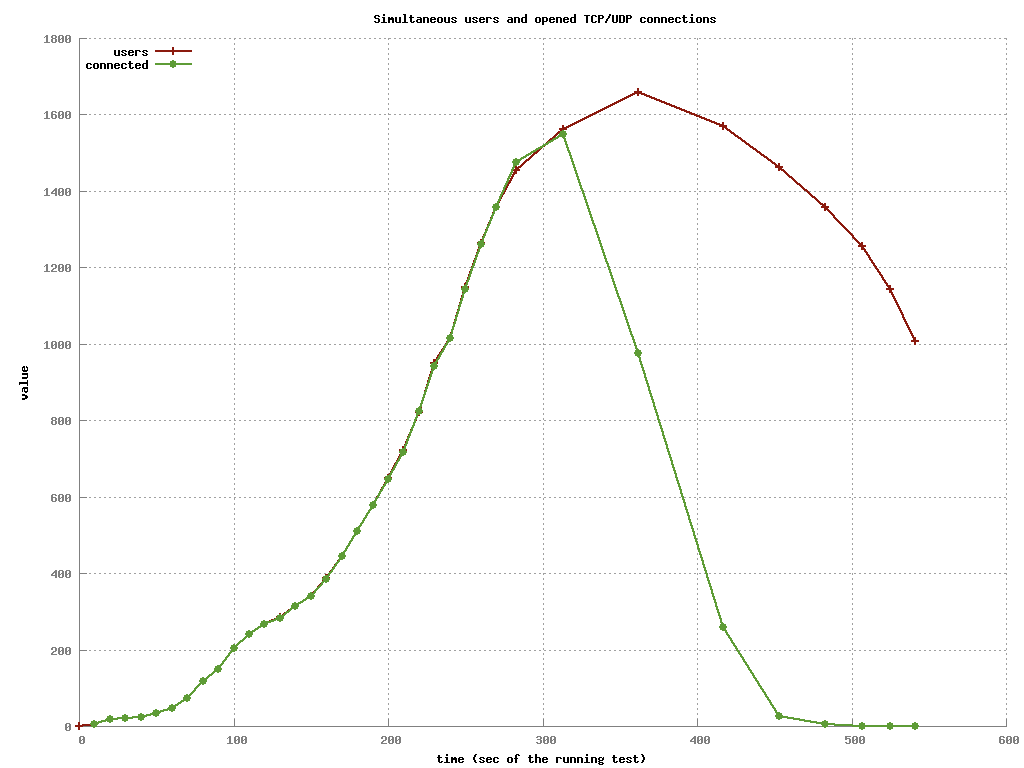 Simultaneous users and opened TCP/UDP connections
1800
users
connected
1600
1400
1200
1000
value
800
600
400
200
0
0 100 200 300 400 500 600
time (sec of the running test)